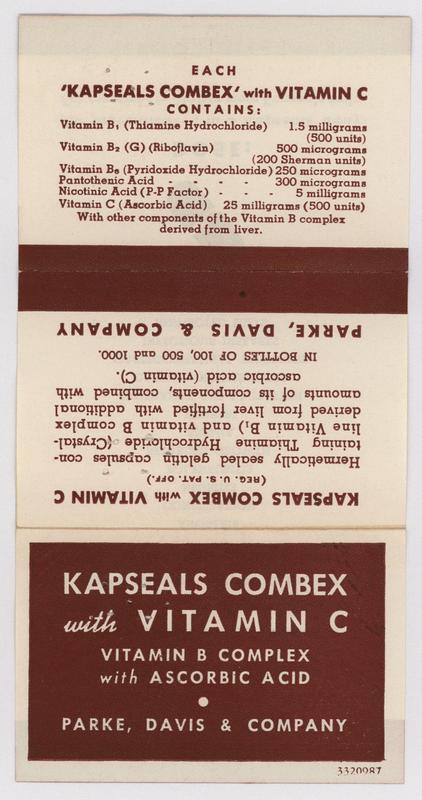 EACH
'KAPSEALS COMBEX' with VITAMIN C
CONTAINS:
Vitamin B₁ (Thiamine Hydrochloride) 1.5 milligrams
(500 units)
Vitamin B₂ (G) (Riboflavin) 500 micrograms
(200 Sherman units)
Vitamin B₆ (Pyridoxide Hydrochloride) 250 micrograms
Pantothenic Acid - - - - 300 micrograms
Nicotinic Acid (P-P Factor) - - - 5 milligrams
Vitamin C (Ascorbic Acid) 25 milligrams (500 units)
With other components of the Vitamin B complex
derived from liver.
KAPSEALS COMBEX with VITAMIN C
(REG. U. S. PAT. OFF.)
Hermetically sealed gelatin capsules con-
taining Thiamine Hydrochloride (Crystal-
line Vitamin B₁) and vitamin B complex
derived from liver fortified with additional
amounts of its components, combined with
ascorbic acid (vitamin C).
IN BOTTLES OF 100, 500 and 1000.
PARKE, DAVIS & COMPANY
KAPSEALS COMBEX
with VITAMIN C
VITAMIN B COMPLEX
with ASCORBIC ACID
PARKE, DAVIS & COMPANY
3320987